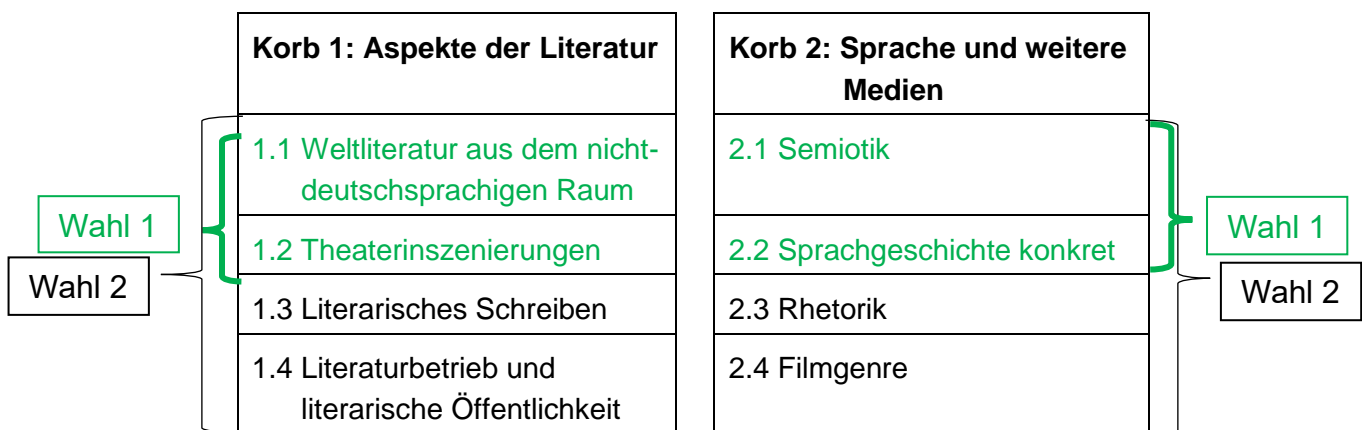 Korb 1: Aspekte der Literatur
1.1 Weltliteratur aus dem nicht-
deutschsprachigen Raum
1.2 Theaterinszenierungen
1.3 Literarisches Schreiben
1.4 Literaturbetrieb und
literarische Öffentlichkeit
Wahl 1
Wahl 2
Korb 2: Sprache und weitere
Medien
2.1 Semiotik
2.2 Sprachgeschichte konkret
2.3 Rhetorik
2.4 Filmgenre
Wahl 1
Wahl 2